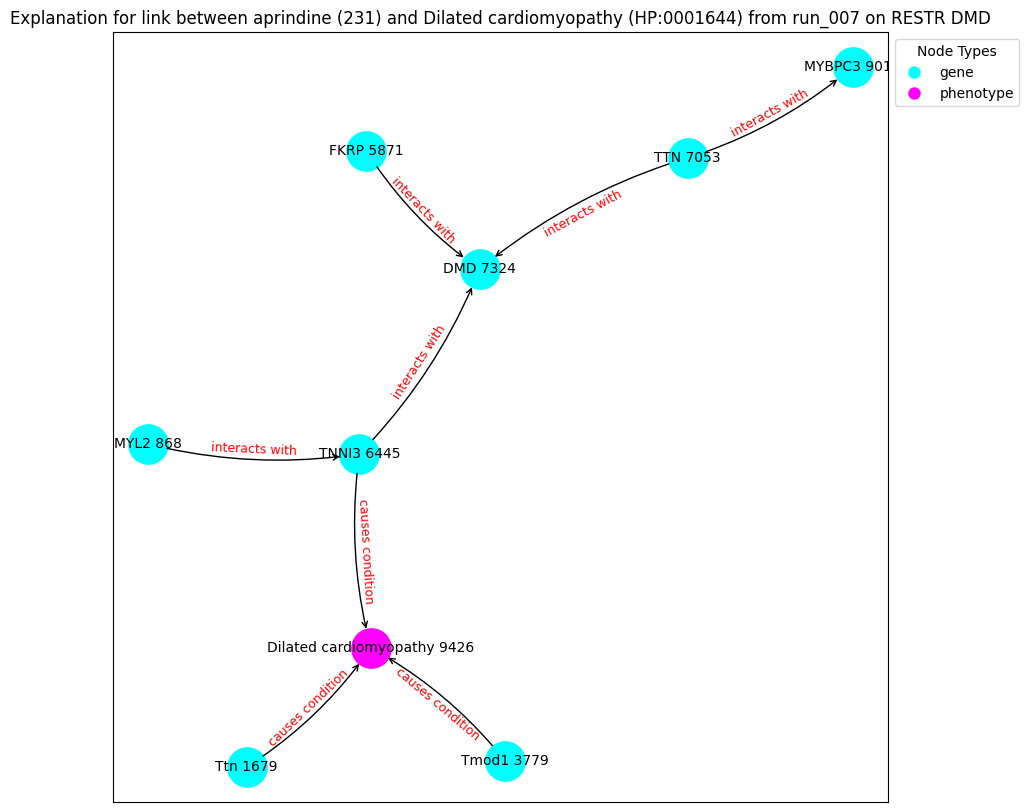 Explanation for link between aprindine (231) and Dilated cardiomyopathy (HP:0001644) from run_007 on RESTR DMD
Node Types
gene
phenotype
MYBPC3 901
interacts with
FKRP 5871
TTN 7053
interacts with
interacts with
DMD 7324
interacts with
MYL2 868
interacts with
TNNI3 6445
causes condition
Dilated cardiomyopathy 9426
causes condition
causes condition
Ttn 1679
Tmod1 3779